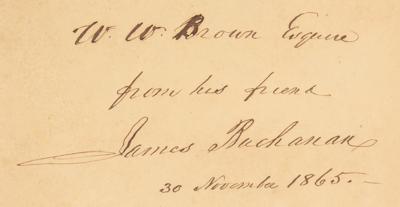 W. W. Brown Esquire
from his friend
James Buchanan
30 November 1865.—